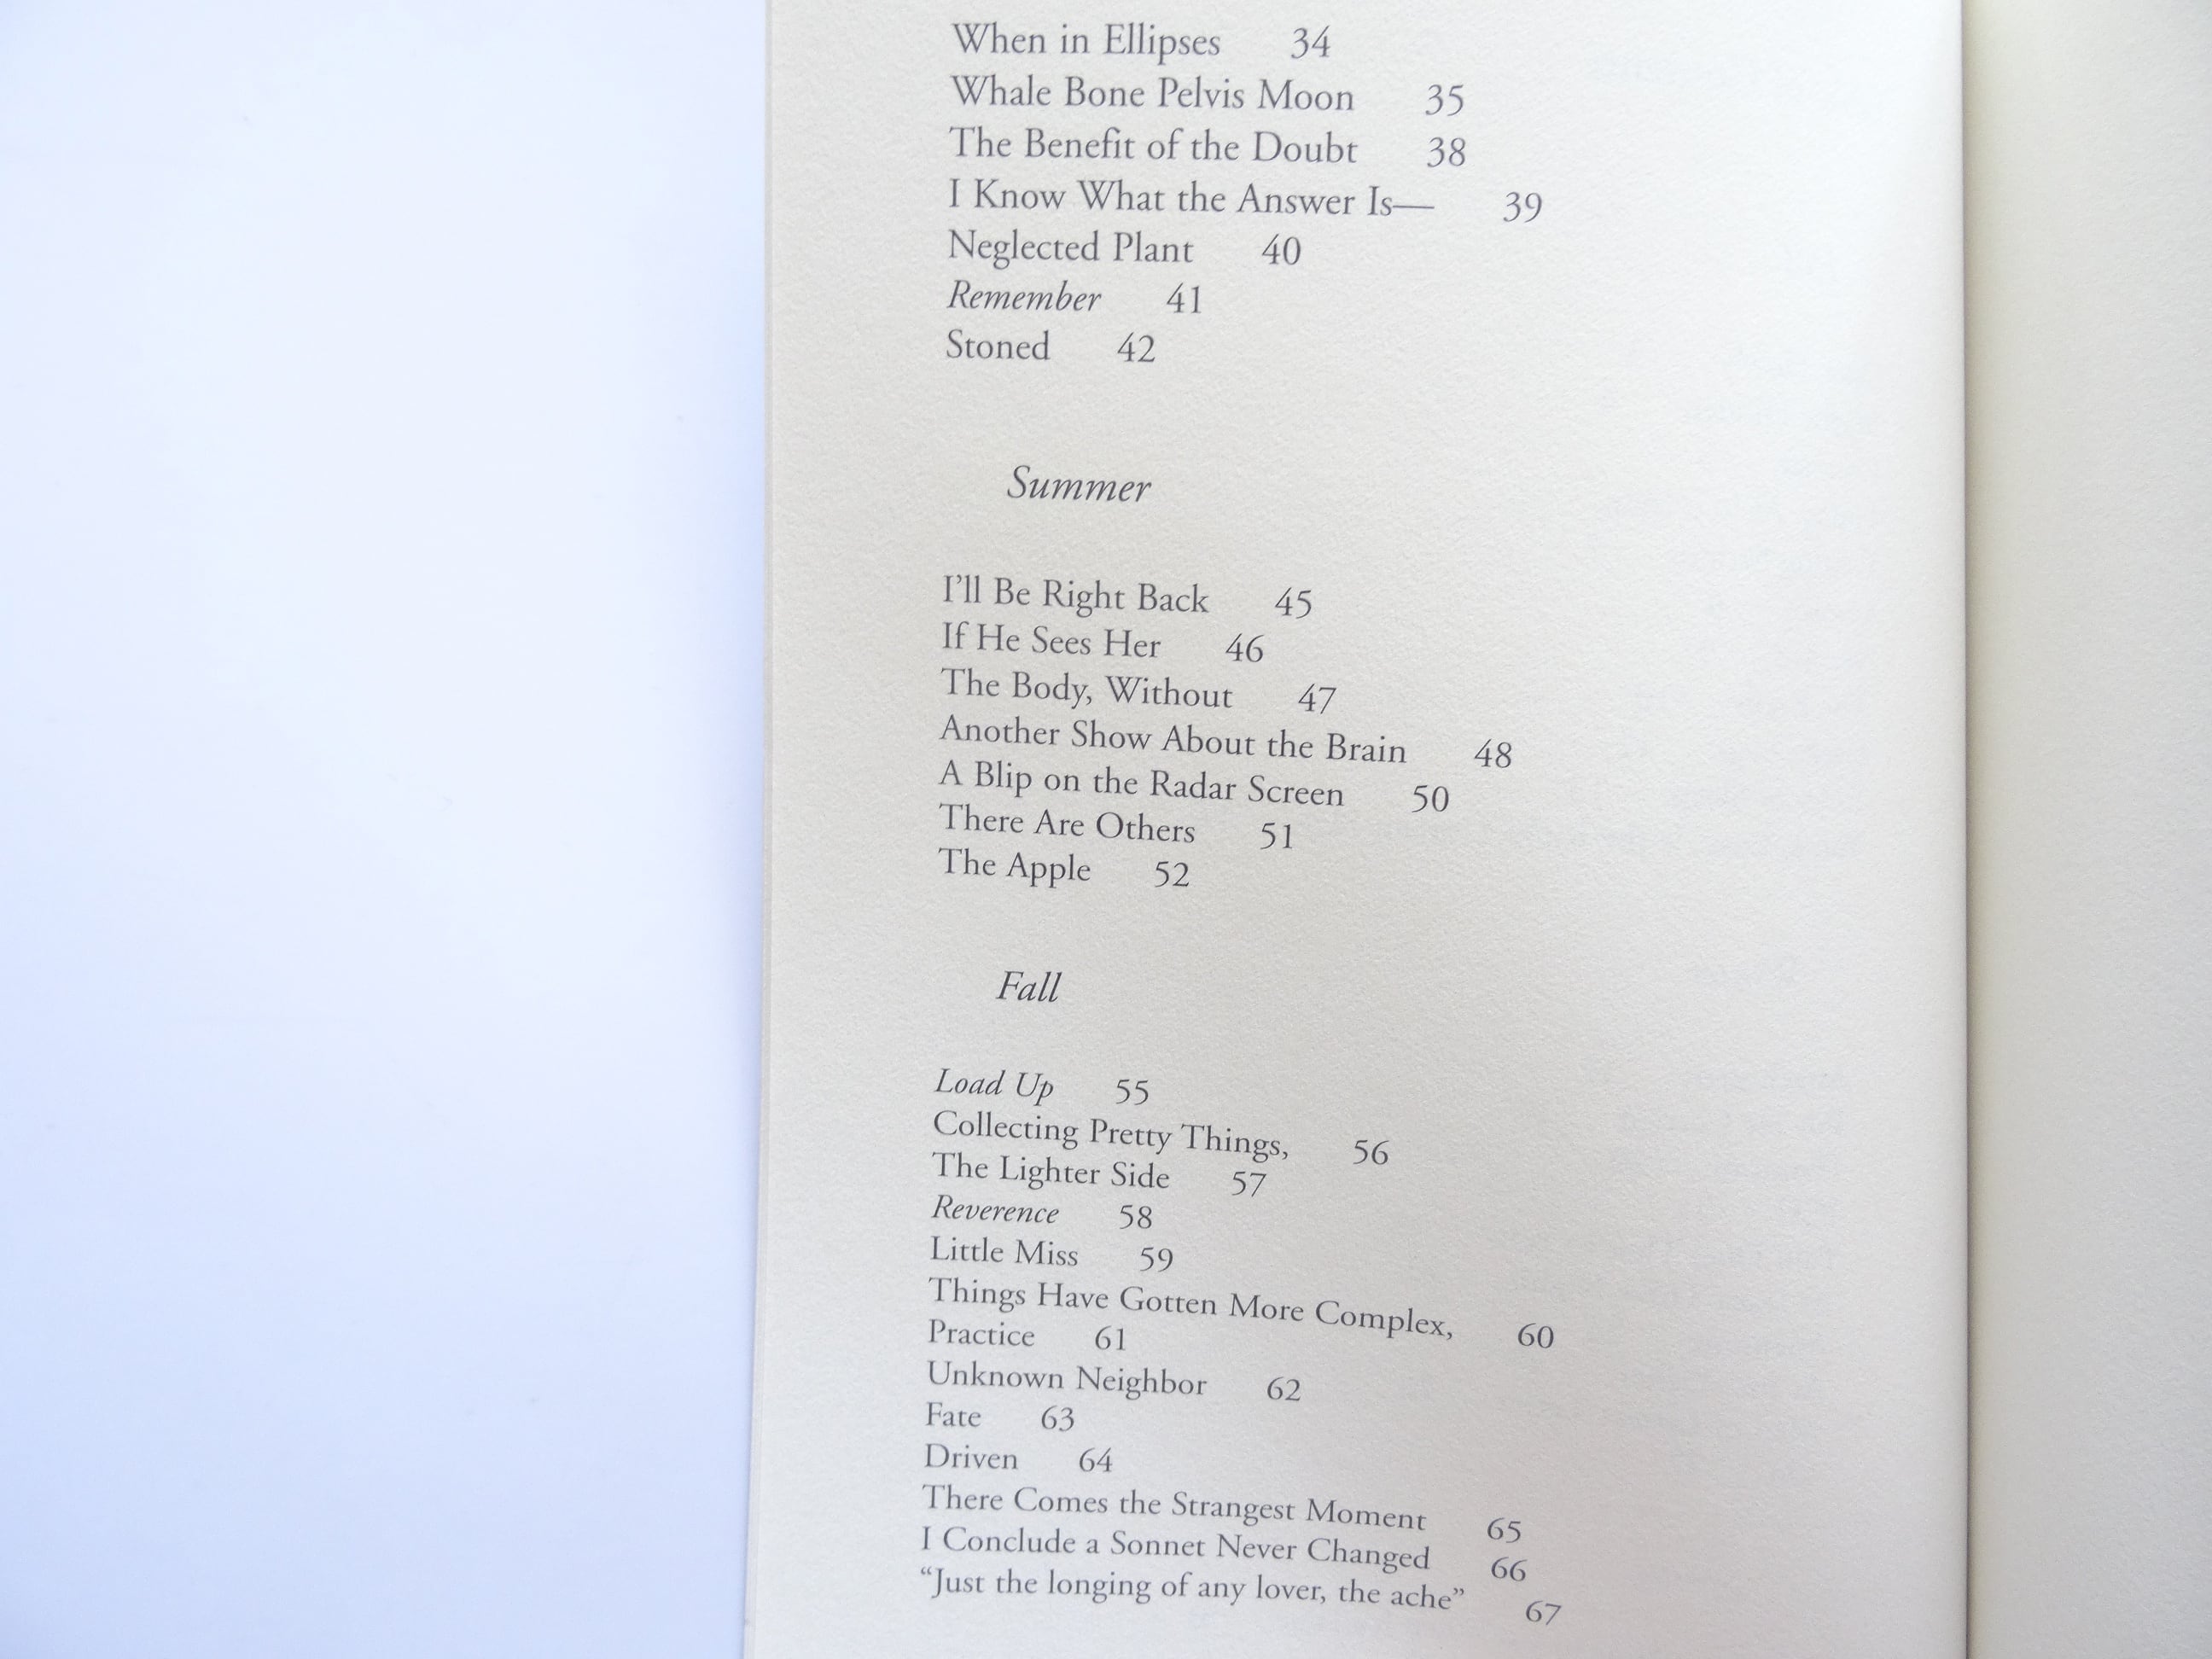 When in Ellipses 34
Whale Bone Pelvis Moon 35
The Benefit of the Doubt 38
I Know What the Answer Is— 39
Neglected Plant 40
Remember 41
Stoned 42
Summer
I’ll Be Right Back 45
If He Sees Her 46
The Body, Without 47
Another Show About the Brain 48
A Blip on the Radar Screen 50
There Are Others 51
The Apple 52
Fall
Load Up 55
Collecting Pretty Things, 56
The Lighter Side 57
Reverence 58
Little Miss 59
Things Have Gotten More Complex, 60
Practice 61
Unknown Neighbor 62
Fate 63
Driven 64
There Comes the Strangest Moment 65
I Conclude a Sonnet Never Changed 66
“Just the longing of any lover, the ache” 67